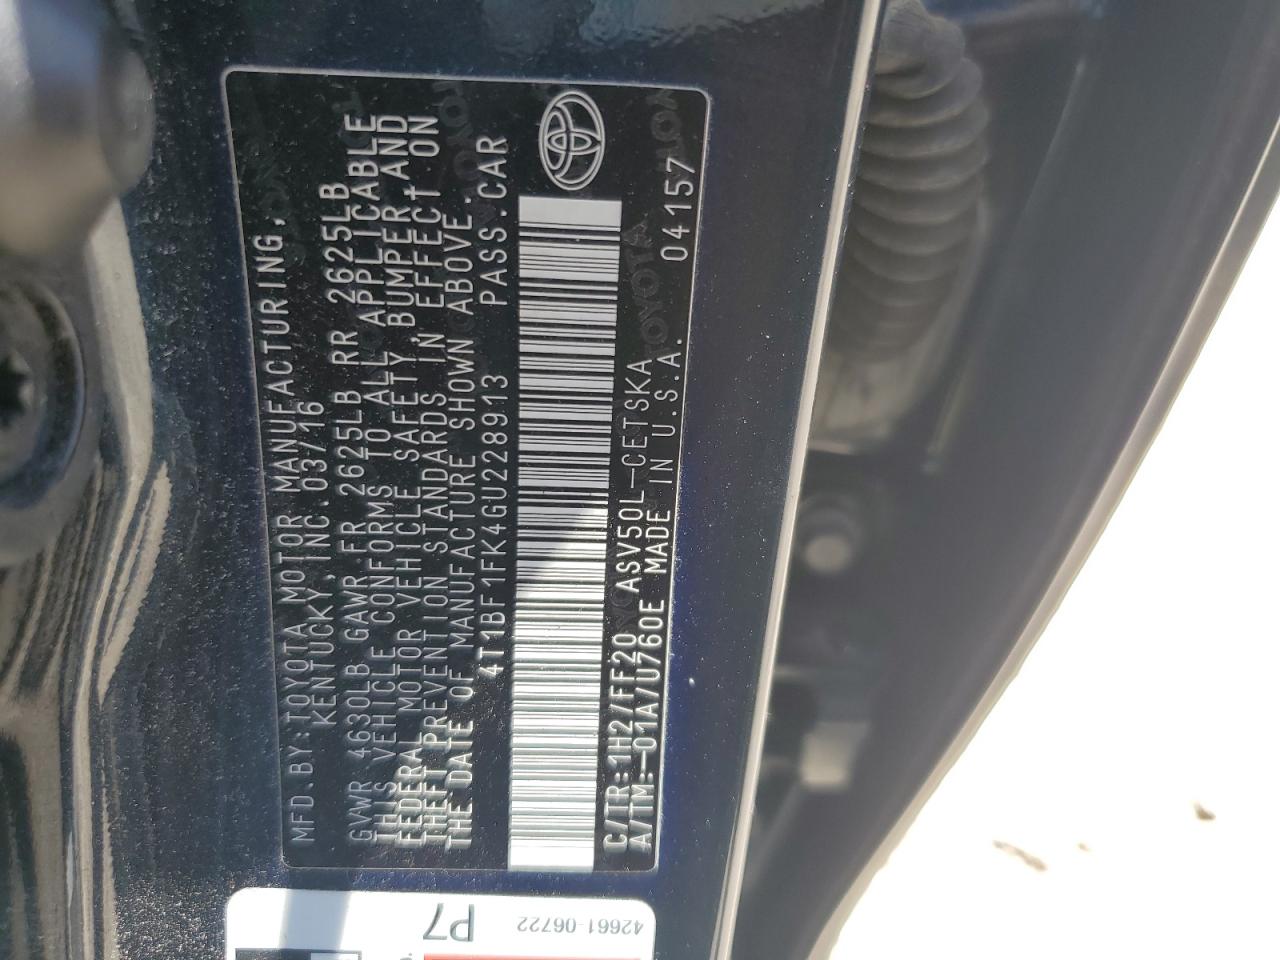 MFD.BY:TOYOTA MOTOR MANUFACTURING,
KENTUCKY,INC.03/16
GVWR 4630LB GAWR FR 2625LB RR 2625LB
THIS VEHICLE CONFORMS TO ALL APPLICABLE
FEDERAL MOTOR VEHICLE SAFETY,BUMPER,AND
THEFT PREVENTION STANDARDS IN EFFECT ON
THE DATE OF MANUFACTURE SHOWN ABOVE.
4T1BF1FK4GU228913 PASS.CAR
C/TR:1H2/FF20 ASV50L-CETSKA
A/TM:-01A/U760E MADE IN U.S.A. 04157
P7
42661-06722